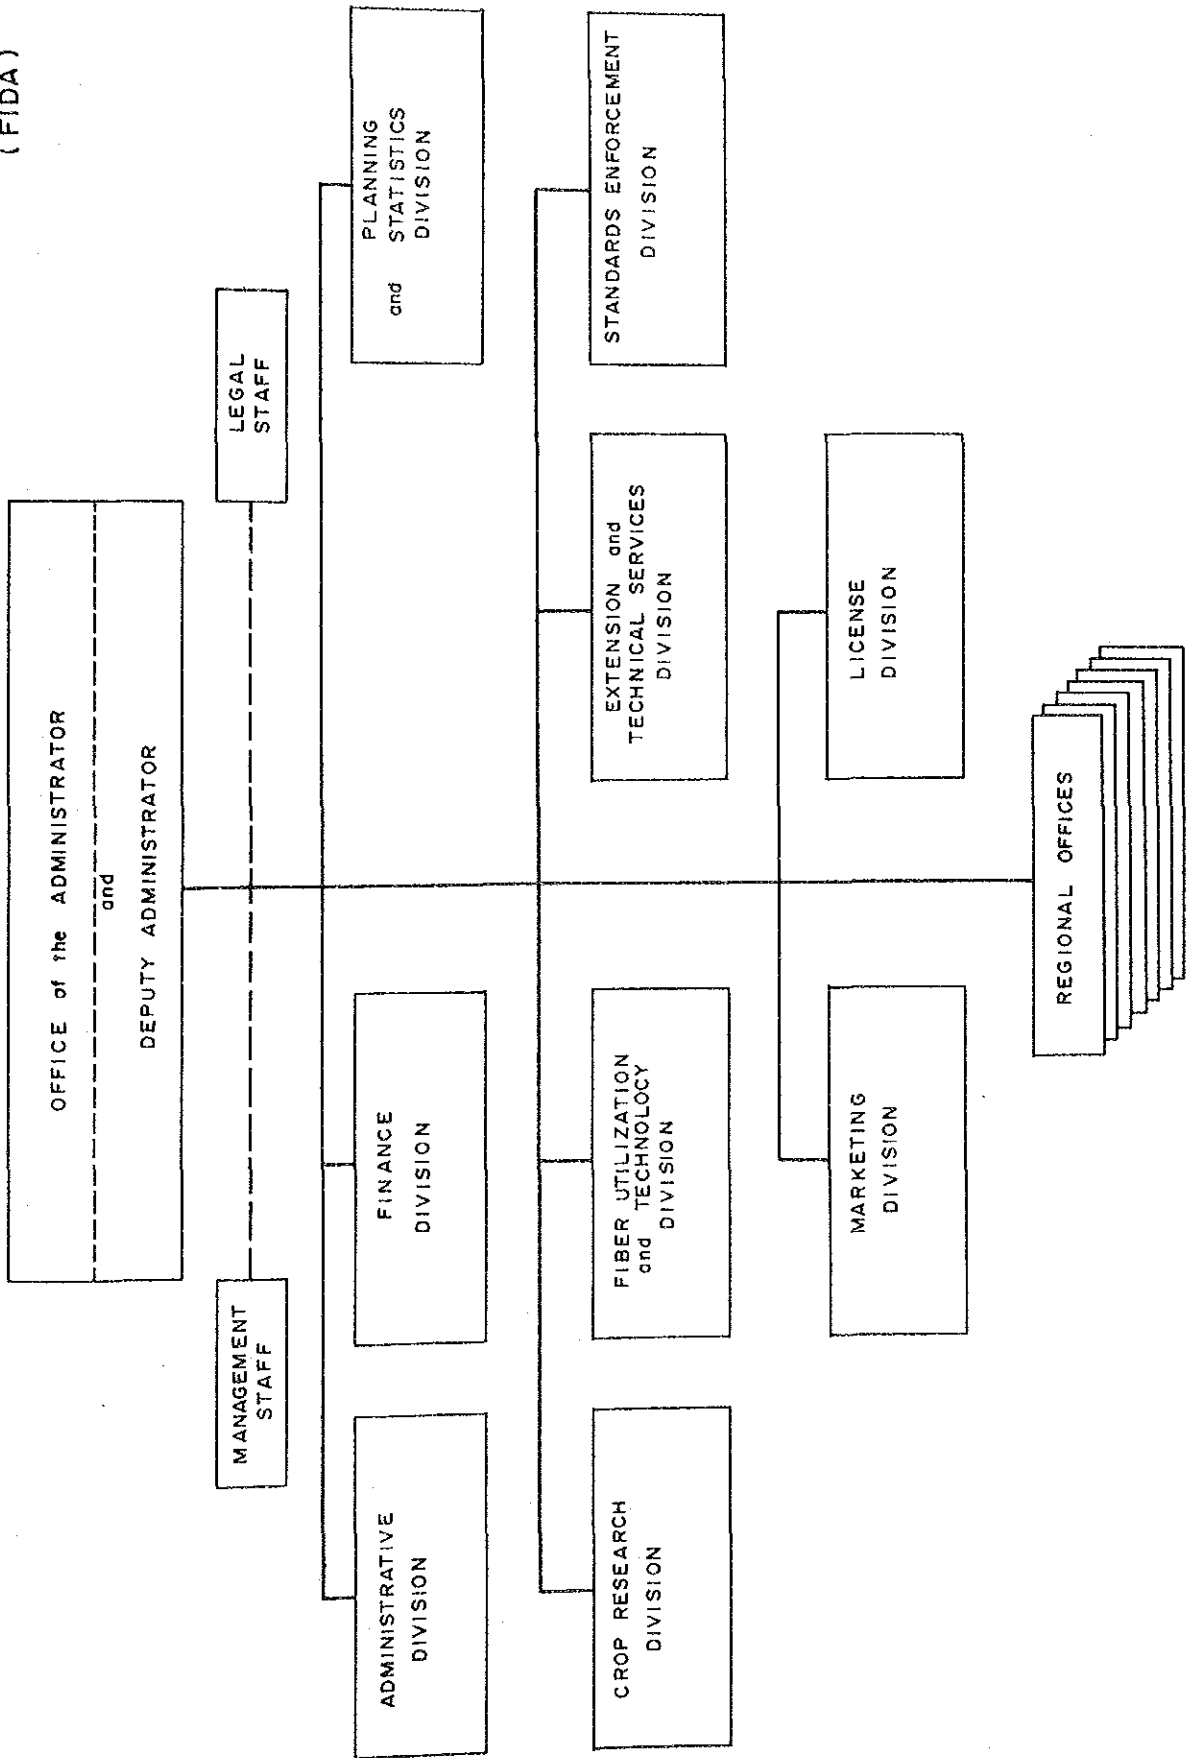 (FIDA)
OFFICE of the ADMINISTRATOR
and
DEPUTY ADMINISTRATOR
MANAGEMENT
STAFF
LEGAL
STAFF
ADMINISTRATIVE
DIVISION
FINANCE
DIVISION
PLANNING
and STATISTICS
DIVISION
CROP RESEARCH
DIVISION
FIBER UTILIZATION
and TECHNOLOGY
DIVISION
EXTENSION and
TECHNICAL SERVICES
DIVISION
STANDARDS ENFORCEMENT
DIVISION
MARKETING
DIVISION
LICENSE
DIVISION
REGIONAL OFFICES